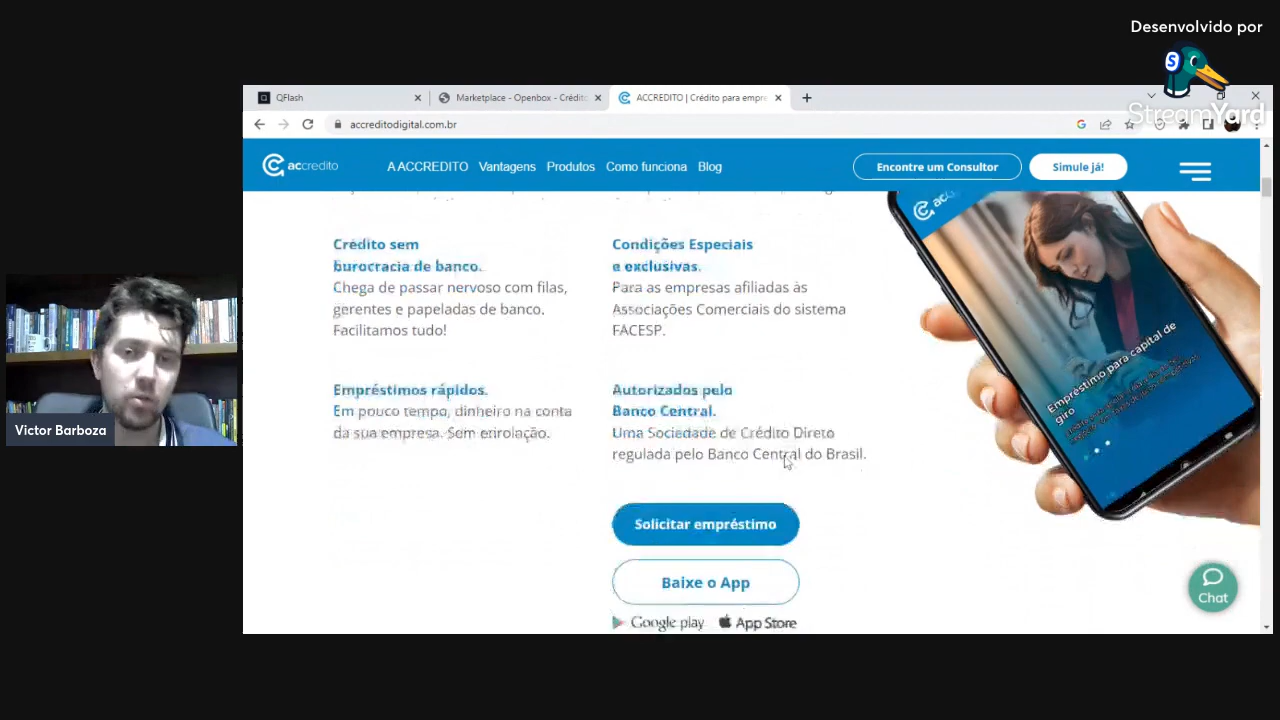 Desenvolvido por
StreamYard
QFlash
Marketplace - Openbox - Crédito
ACCREDITO | Crédito para empre
accreditodigital.com.br
accredito
A ACCREDITO Vantagens Produtos Como funciona Blog
Encontre um Consultor
Simule já!
Crédito sem
burocracia de banco.
Chega de passar nervoso com filas,
gerentes e papeladas de banco.
Facilitamos tudo!
Condições Especiais
e exclusivas.
Para as empresas afiliadas às
Associações Comerciais do sistema
FACESP.
Empréstimos rápidos.
Em pouco tempo, dinheiro na conta
da sua empresa. Sem enrolação.
Autorizados pelo
Banco Central.
Uma Sociedade de Crédito Direto
regulada pelo Banco Central do Brasil.
Solicitar empréstimo
Baixe o App
Google play
App Store
Empréstimo para capital de
giro
Chat
Victor Barboza